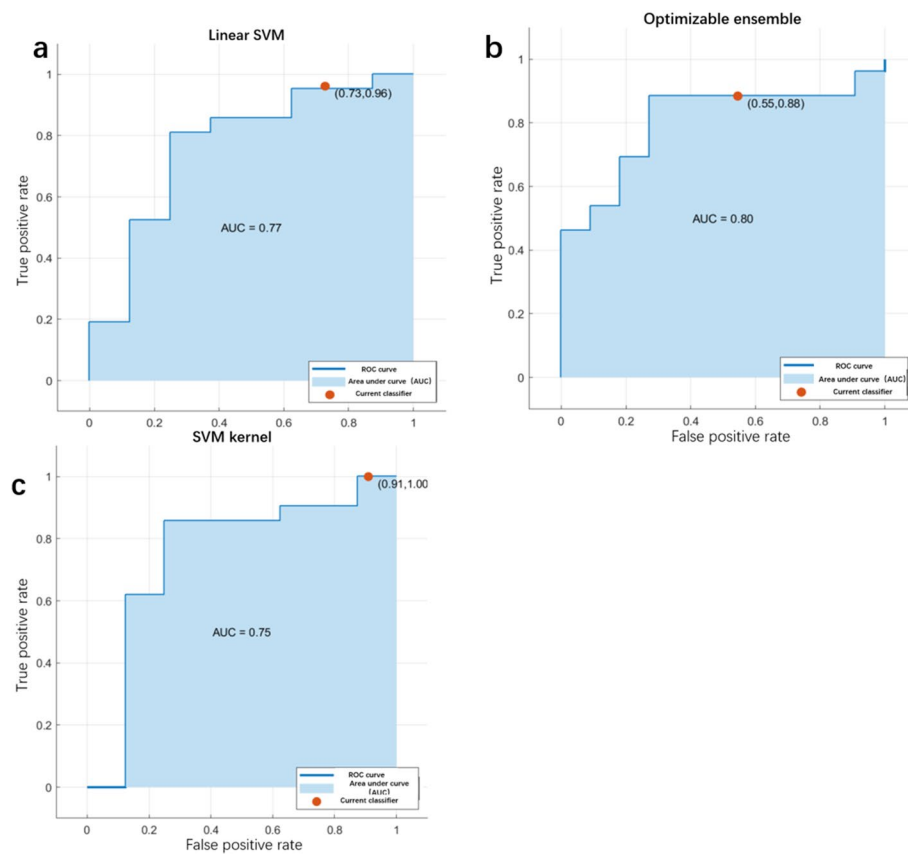 a
Linear SVM
1
0.8
0.6
0.4
0.2
0
True positive rate
(0.73,0.96)
AUC = 0.77
ROC curve
Area under curve (AUC)
Current classifier
0 0.2 0.4 0.6 0.8 1
b
Optimizable ensemble
1
0.8
0.6
0.4
0.2
0
True positive rate
(0.55,0.88)
AUC = 0.80
ROC curve
Area under curve (AUC)
Current classifier
0 0.2 0.4 0.6 0.8 1
False positive rate
c
SVM kernel
1
0.8
0.6
0.4
0.2
0
True positive rate
(0.91,1.00
AUC = 0.75
ROC curve
Area under curve
(AUC)
Current classifier
0 0.2 0.4 0.6 0.8 1
False positive rate